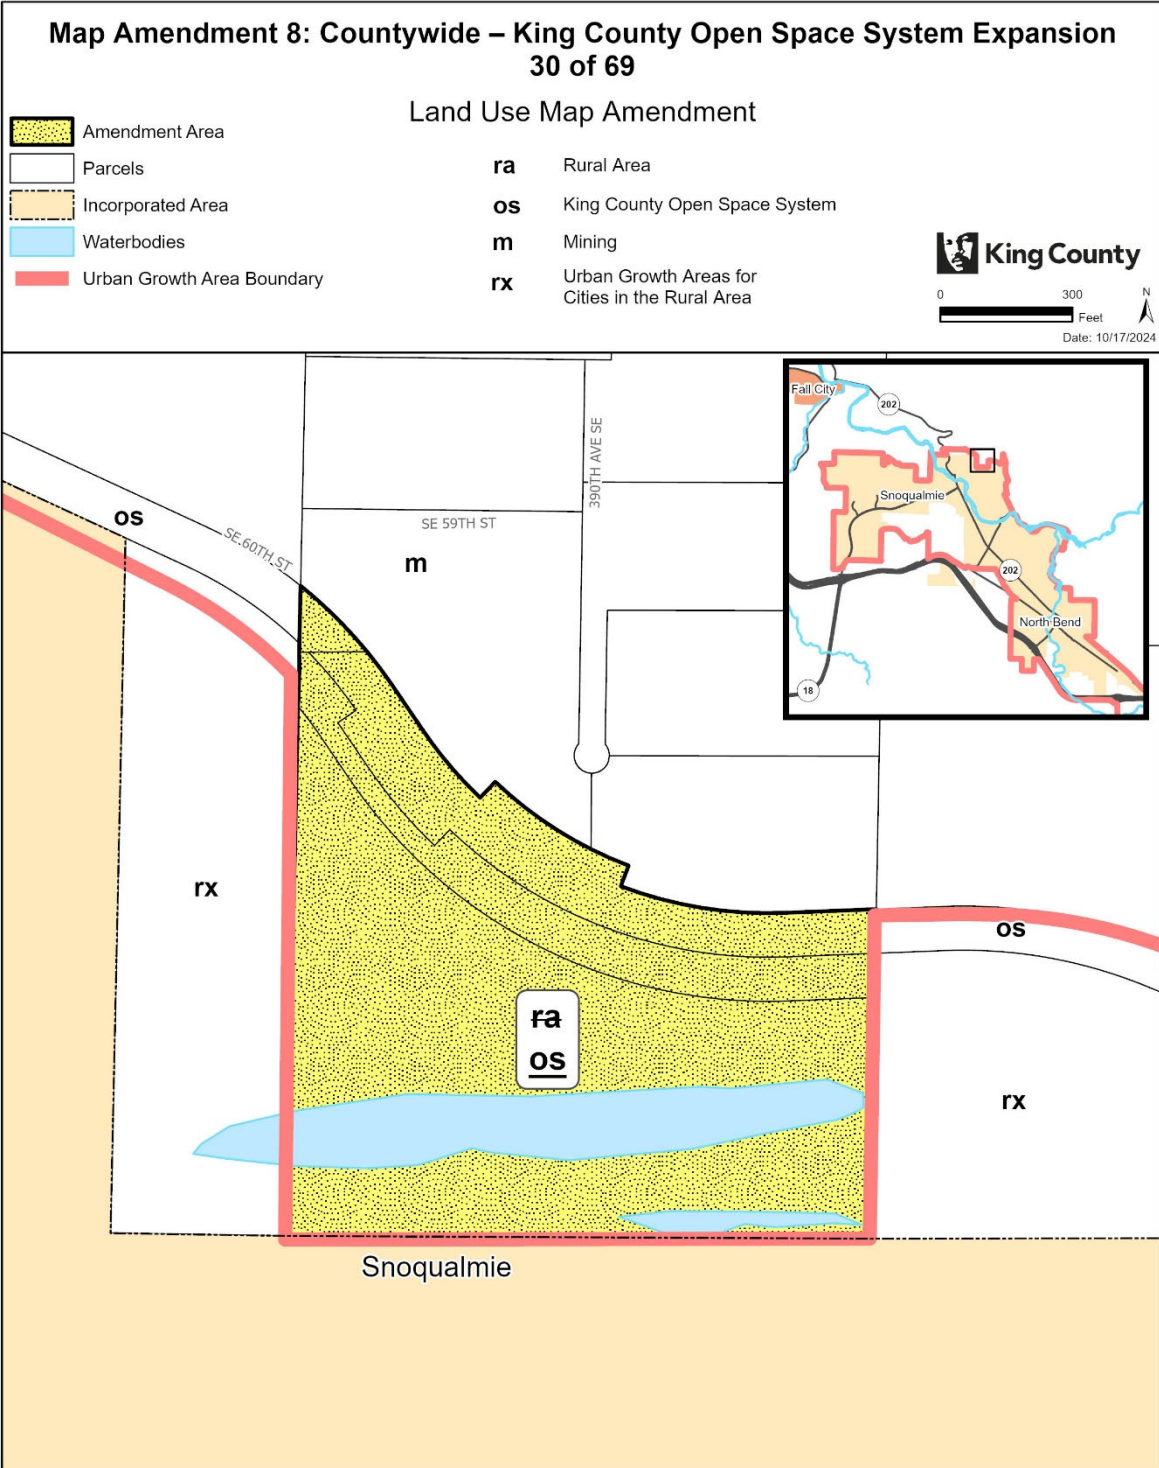 Map Amendment 8: Countywide – King County Open Space System Expansion
30 of 69
Land Use Map Amendment
Amendment Area
Parcels
Incorporated Area
Waterbodies
Urban Growth Area Boundary
ra Rural Area
os King County Open Space System
m Mining
rx Urban Growth Areas for
Cities in the Rural Area
King County
0 300
Feet
N
Date: 10/17/2024
Fall City
202
Snoqualmie
202
North Bend
18
390TH AVE SE
os
SE 60TH ST
SE 59TH ST
m
rx
os
ra
os
rx
Snoqualmie